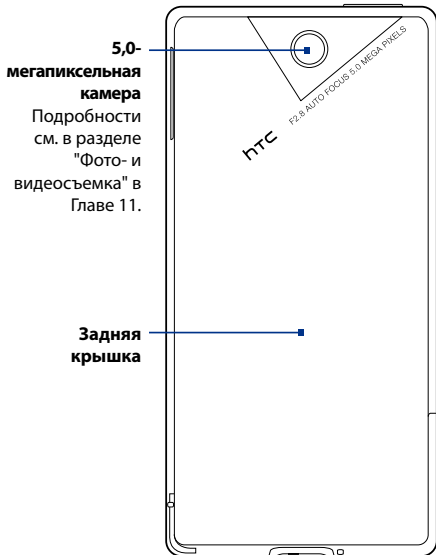 5,0-
мегапиксельная
камера
Подробности
см. в разделе
"Фото- и
видеосъемка" в
Главе 11.
F2.8 AUTO FOCUS 5.0 MEGA PIXELS
hTC
Задняя
крышка